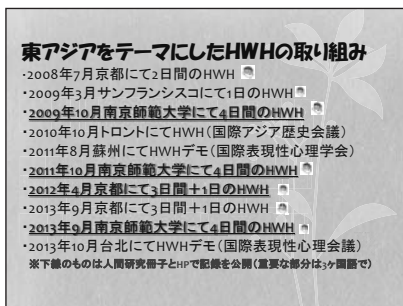 東アジアをテーマにしたHWHの取り組み
・2008年7月京都にて2日間のHWH
・2009年3月サンフランシスコにて1日のHWH
・2009年10月南京師範大学にて4日間のHWH
・2010年10月トロントにてHWH（国際アジア歴史会議）
・2011年8月蘇州にてHWHデモ（国際表現性心理学会）
・2011年10月南京師範大学にて4日間のHWH
・2012年4月京都にて3日間＋1日のHWH
・2013年9月京都にて3日間＋1日のHWH
・2013年9月南京師範大学にて4日間のHWH
・2013年10月台北にてHWHデモ（国際表現性心理学会）
※下線のものは人間研究冊子とHPで記録を公開（重要な部分は3ヶ国語で）